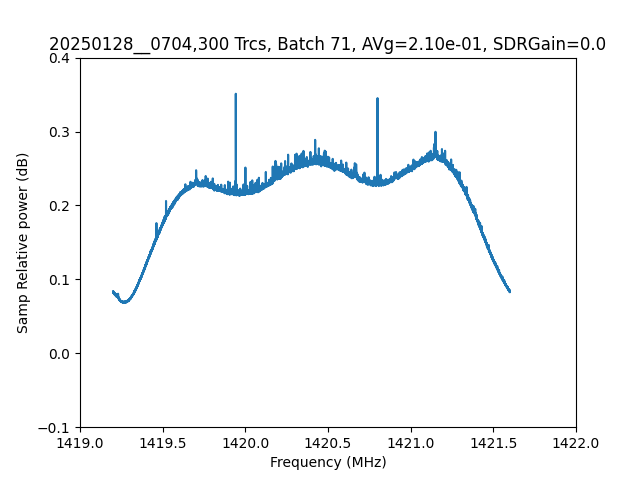 20250128__0704,300 Trcs, Batch 71, AVg=2.10e-01, SDRGain=0.0
0.4
0.3
0.2
0.1
0.0
−0.1
Samp Relative power (dB)
1419.0 1419.5 1420.0 1420.5 1421.0 1421.5 1422.0
Frequency (MHz)